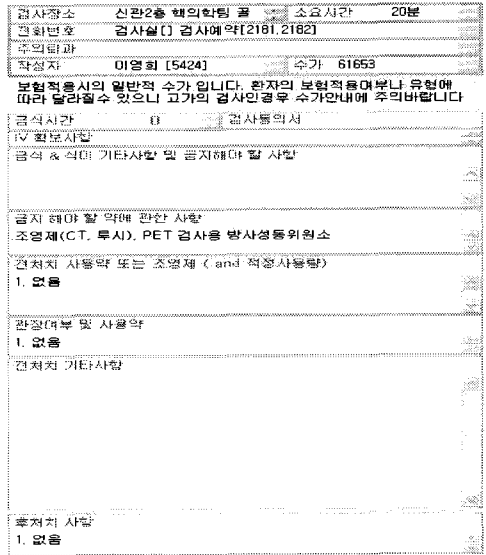 검사장소 신관2층 핵의학팀 골 소요시간 20분
전화번호 검사실[] 검사예약[2181,2182]
주의탐과
작성자 이영희 [5424] 수가 61653
보험적용시의 일반적 수가 입니다. 환자의 보험적용여부나 유형에
따라 달라질수 있으니 고가의 검사인경우 수가안내에 주의바랍니다
금식시간 0 검사동의서
IV 확보사항
금식 & 식이 기타사항 및 금지해야 할 사항
금지 해야 할 약에 관한 사항
조영제(CT, 투시), PET 검사용 방사성동위원소
전처치 사용약 또는 조영제 ( and 적정사용량)
1. 없음
관장여부 및 사용약
1. 없음
전처치 기타사항
후처치 사항
1. 없음